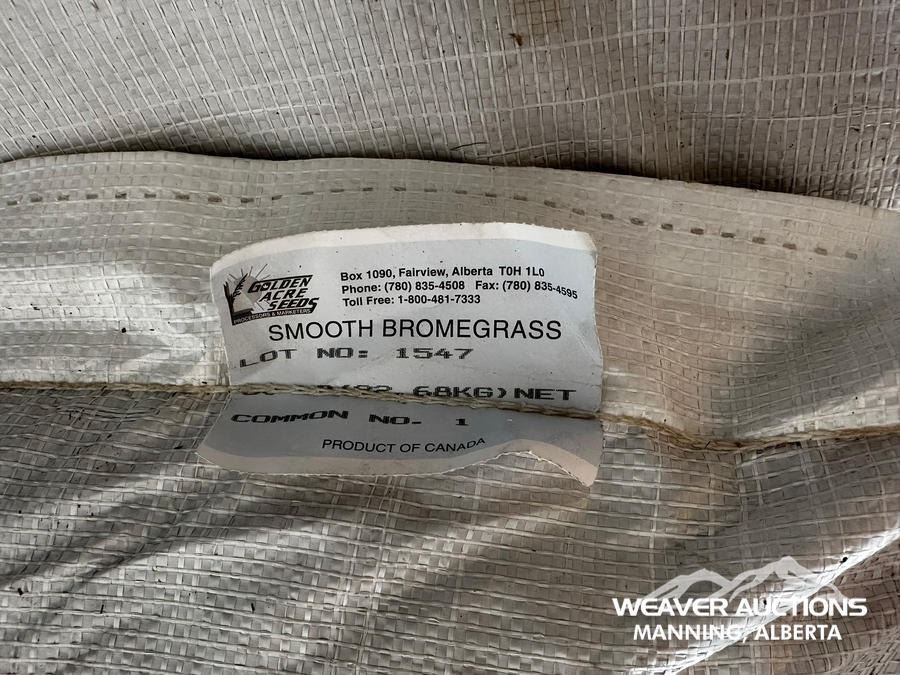 GOLDEN
ACRE
SEEDS
PROCESSORS & MARKETERS
Box 1090, Fairview, Alberta T0H 1L0
Phone: (780) 835-4508 Fax: (780) 835-4595
Toll Free: 1-800-481-7333
SMOOTH BROMEGRASS
LOT NO: 1547
68KG) NET
COMMON NO. 1
PRODUCT OF CANADA
WEAVER AUCTIONS
MANNING, ALBERTA